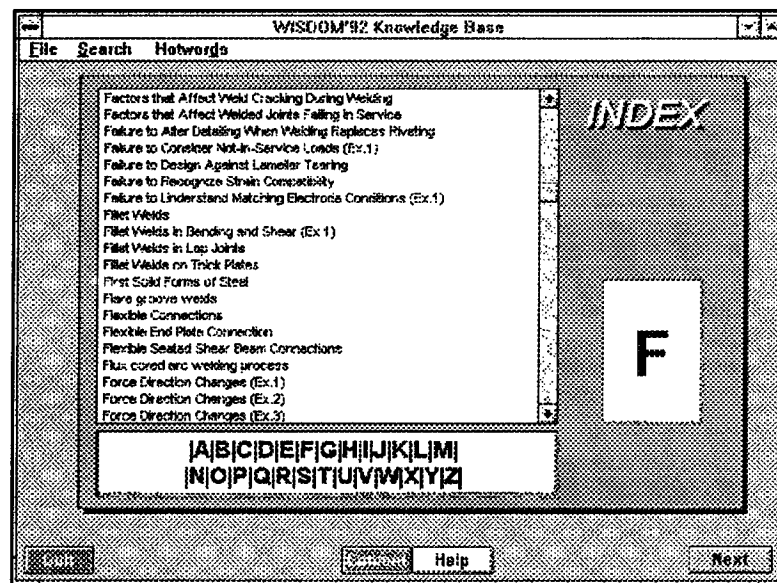 WISDOM'92 Knowledge Base
File Search Hotwords
Factors that Affect Weld Cracking During Welding
Factors that Affect Welded Joints Failing in Service
Failure to Alter Detailing When Welding Replaces Riveting
Failure to Consider Not-in-Service Loads (Ex.1)
Failure to Design Against Lamellar Tearing
Failure to Recognize Strain Compatibility
Failure to Understand Matching Electrode Conditions (Ex.1)
Fillet Welds
Fillet Welds in Bending and Shear (Ex.1)
Fillet Welds in Lap Joints
Fillet Welds on Thick Plates
First Solid Forms of Steel
Flare groove welds
Flexible Connections
Flexible End Plate Connection
Flexible Seated Shear Beam Connections
Flux cored arc welding process
Force Direction Changes (Ex.1)
Force Direction Changes (Ex.2)
Force Direction Changes (Ex.3)
INDEX
F
|A|B|C|D|E|F|G|H|I|J|K|L|M|
|N|O|P|Q|R|S|T|U|V|W|X|Y|Z|
Help Next